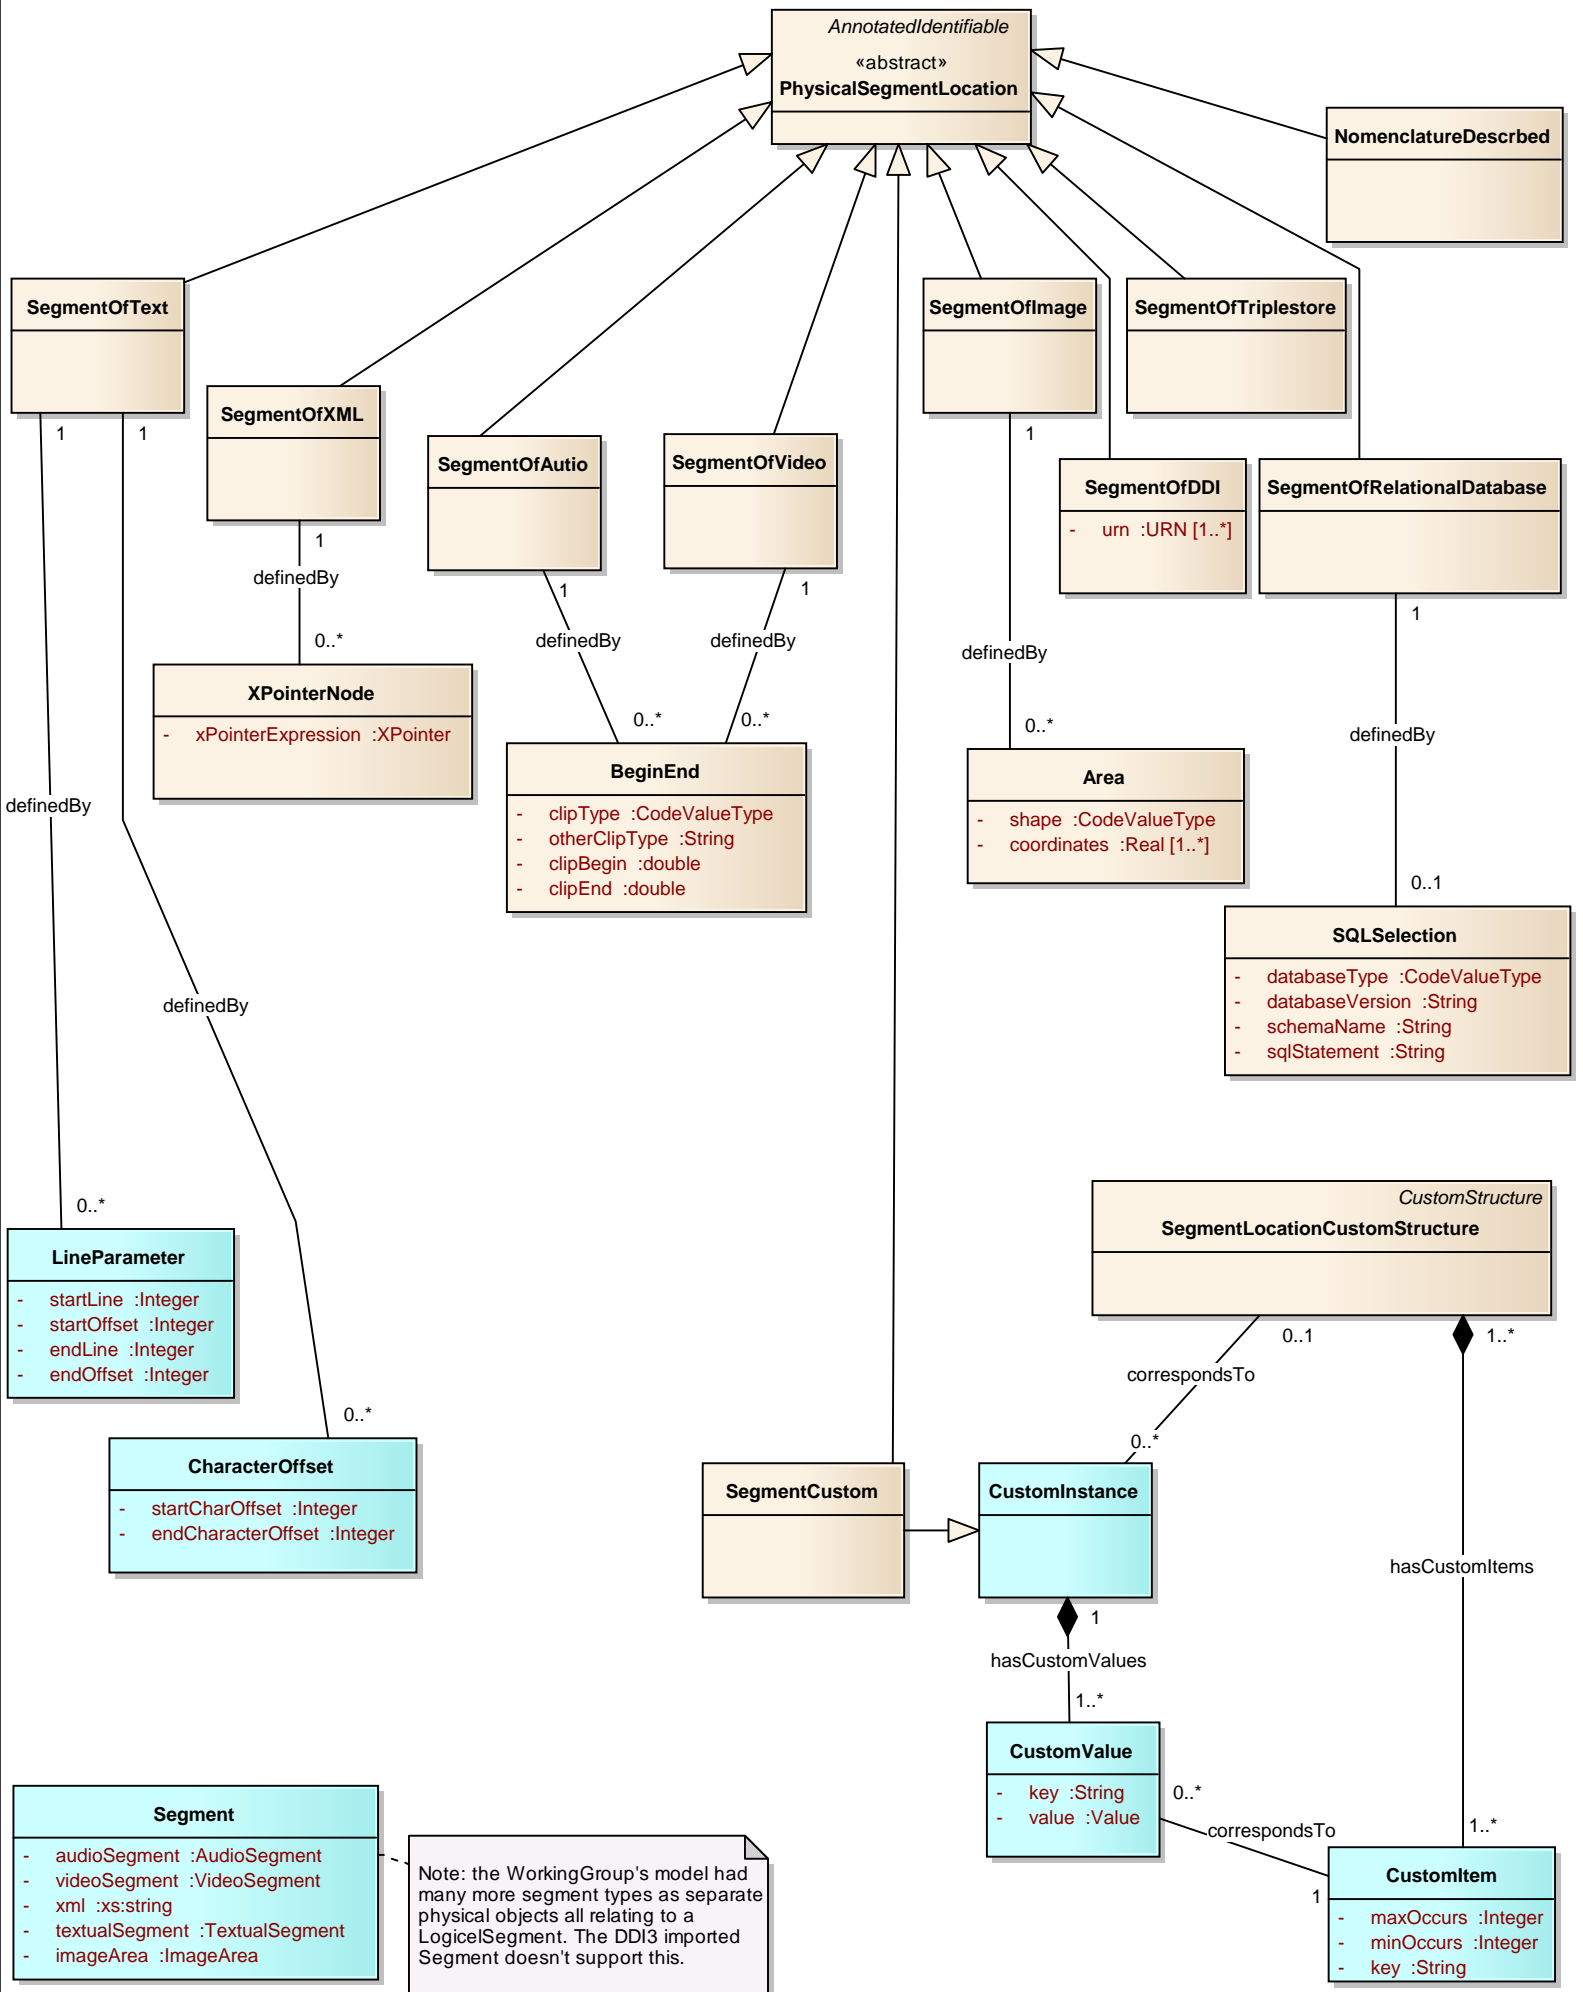 AnnotatedIdentifiable
«abstract»
PhysicalSegmentLocation
NomenclatureDescrbed
SegmentOfText
SegmentOfImage
SegmentOfTriplestore
SegmentOfXML
SegmentOfAutio
SegmentOfVideo
SegmentOfDDI
- urn :URN [1..*]
SegmentOfRelationalDatabase
1
1
1
1
1
1
1
definedBy
definedBy
definedBy
definedBy
definedBy
definedBy
definedBy
0..*
0..*
0..*
0..*
0..1
XPointerNode
- xPointerExpression :XPointer
BeginEnd
- clipType :CodeValueType
- otherClipType :String
- clipBegin :double
- clipEnd :double
Area
- shape :CodeValueType
- coordinates :Real [1..*]
SQLSelection
- databaseType :CodeValueType
- databaseVersion :String
- schemaName :String
- sqlStatement :String
0..*
LineParameter
- startLine :Integer
- startOffset :Integer
- endLine :Integer
- endOffset :Integer
0..*
CharacterOffset
- startCharOffset :Integer
- endCharacterOffset :Integer
CustomStructure
SegmentLocationCustomStructure
0..1
1..*
correspondsTo
0..*
SegmentCustom
CustomInstance
hasCustomItems
1
hasCustomValues
1..*
CustomValue
- key :String
- value :Value
0..*
correspondsTo
1
1..*
CustomItem
- maxOccurs :Integer
- minOccurs :Integer
- key :String
Segment
- audioSegment :AudioSegment
- videoSegment :VideoSegment
- xml :xs:string
- textualSegment :TextualSegment
- imageArea :ImageArea
Note: the WorkingGroup's model had
many more segment types as separate
physical objects all relating to a
LogicelSegment. The DDI3 imported
Segment doesn't support this.